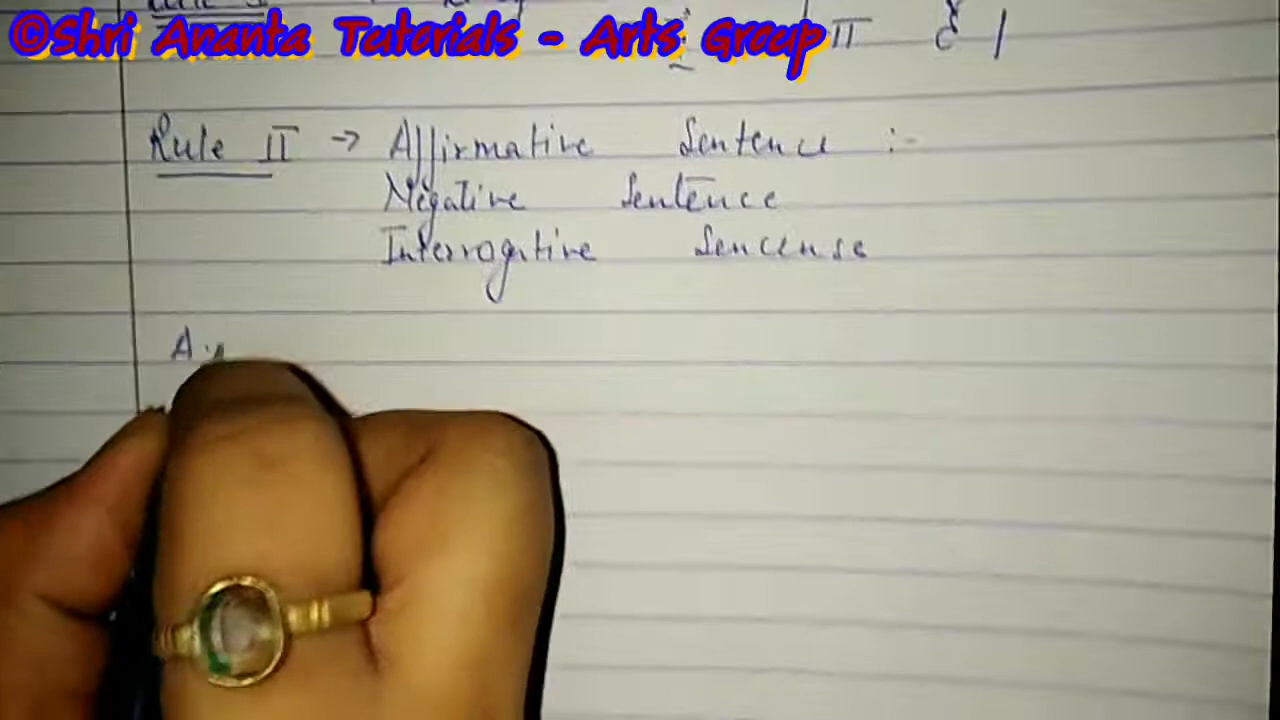 ©Shri Ananta Tutorials - Arts Group
है।
Rule II → Affirmative Sentence :-
Negative Sentence
Interrogative Sencense
A.